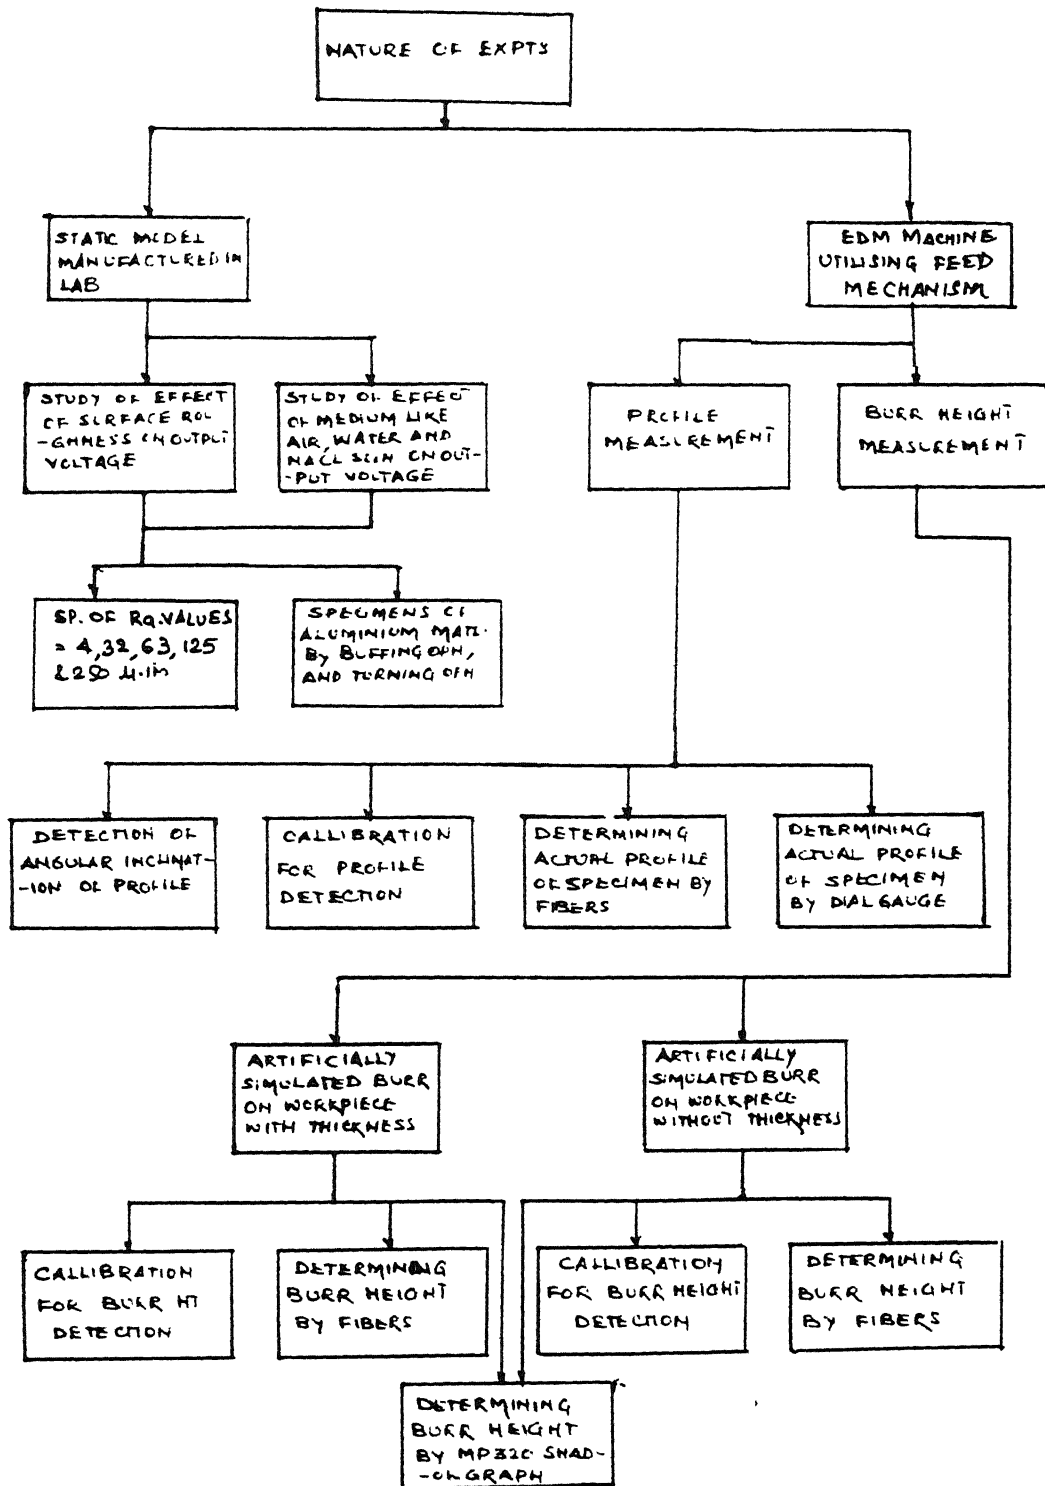 NATURE OF EXPTS
STATIC MODEL
MANUFACTURED IN
LAB
EDM MACHINE
UTILISING FEED
MECHANISM
STUDY OF EFFECT
OF SURFACE ROU
-GHNESS ON OUTPUT
VOLTAGE
STUDY OF EFFECT
OF MEDIUM LIKE
AIR, WATER AND
NACL SOLN ON OUT-
-PUT VOLTAGE
PROFILE
MEASUREMENT
BURR HEIGHT
MEASUREMENT
SP. OF RQ. VALUES
= 4, 32, 63, 125
& 250 μ.in
SPECIMENS OF
ALUMINIUM MATL.
BY BUFFING OPN,
AND TURNING OPN
DETECTION OF
ANGULAR INCLINAT-
-ION OF PROFILE
CALLIBRATION
FOR PROFILE
DETECTION
DETERMINING
ACTUAL PROFILE
OF SPECIMEN BY
FIBERS
DETERMINING
ACTUAL PROFILE
OF SPECIMEN
BY DIAL GAUGE
ARTIFICIALLY
SIMULATED BURR
ON WORKPIECE
WITH THICKNESS
ARTIFICIALLY
SIMULATED BURR
ON WORKPIECE
WITHOUT THICKNESS
CALLIBRATION
FOR BURR HT
DETECTION
DETERMINING
BURR HEIGHT
BY FIBERS
CALLIBRATION
FOR BURR HEIGHT
DETECTION
DETERMINING
BURR HEIGHT
BY FIBERS
DETERMINING
BURR HEIGHT
BY MP320 SHAD-
-OWGRAPH